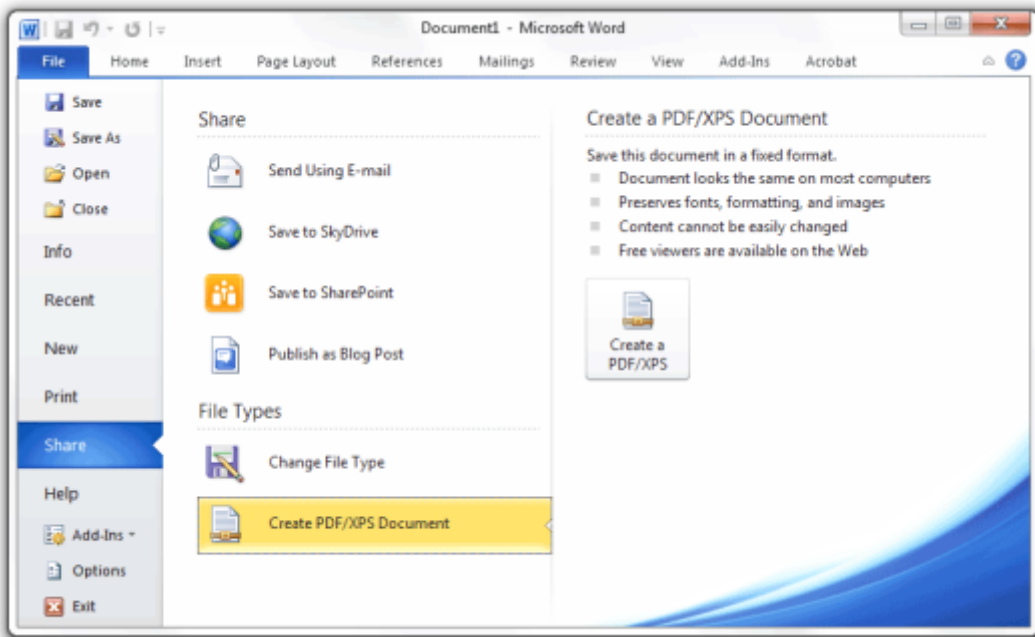 W
Document1 - Microsoft Word
File Home Insert Page Layout References Mailings Review View Add-Ins Acrobat
Save
Save As
Open
Close
Info
Recent
New
Print
Share
Help
Add-Ins
Options
Exit
Share
Send Using E-mail
Save to SkyDrive
Save to SharePoint
Publish as Blog Post
File Types
Change File Type
Create PDF/XPS Document
Create a PDF/XPS Document
Save this document in a fixed format.
Document looks the same on most computers
Preserves fonts, formatting, and images
Content cannot be easily changed
Free viewers are available on the Web
Create a
PDF/XPS